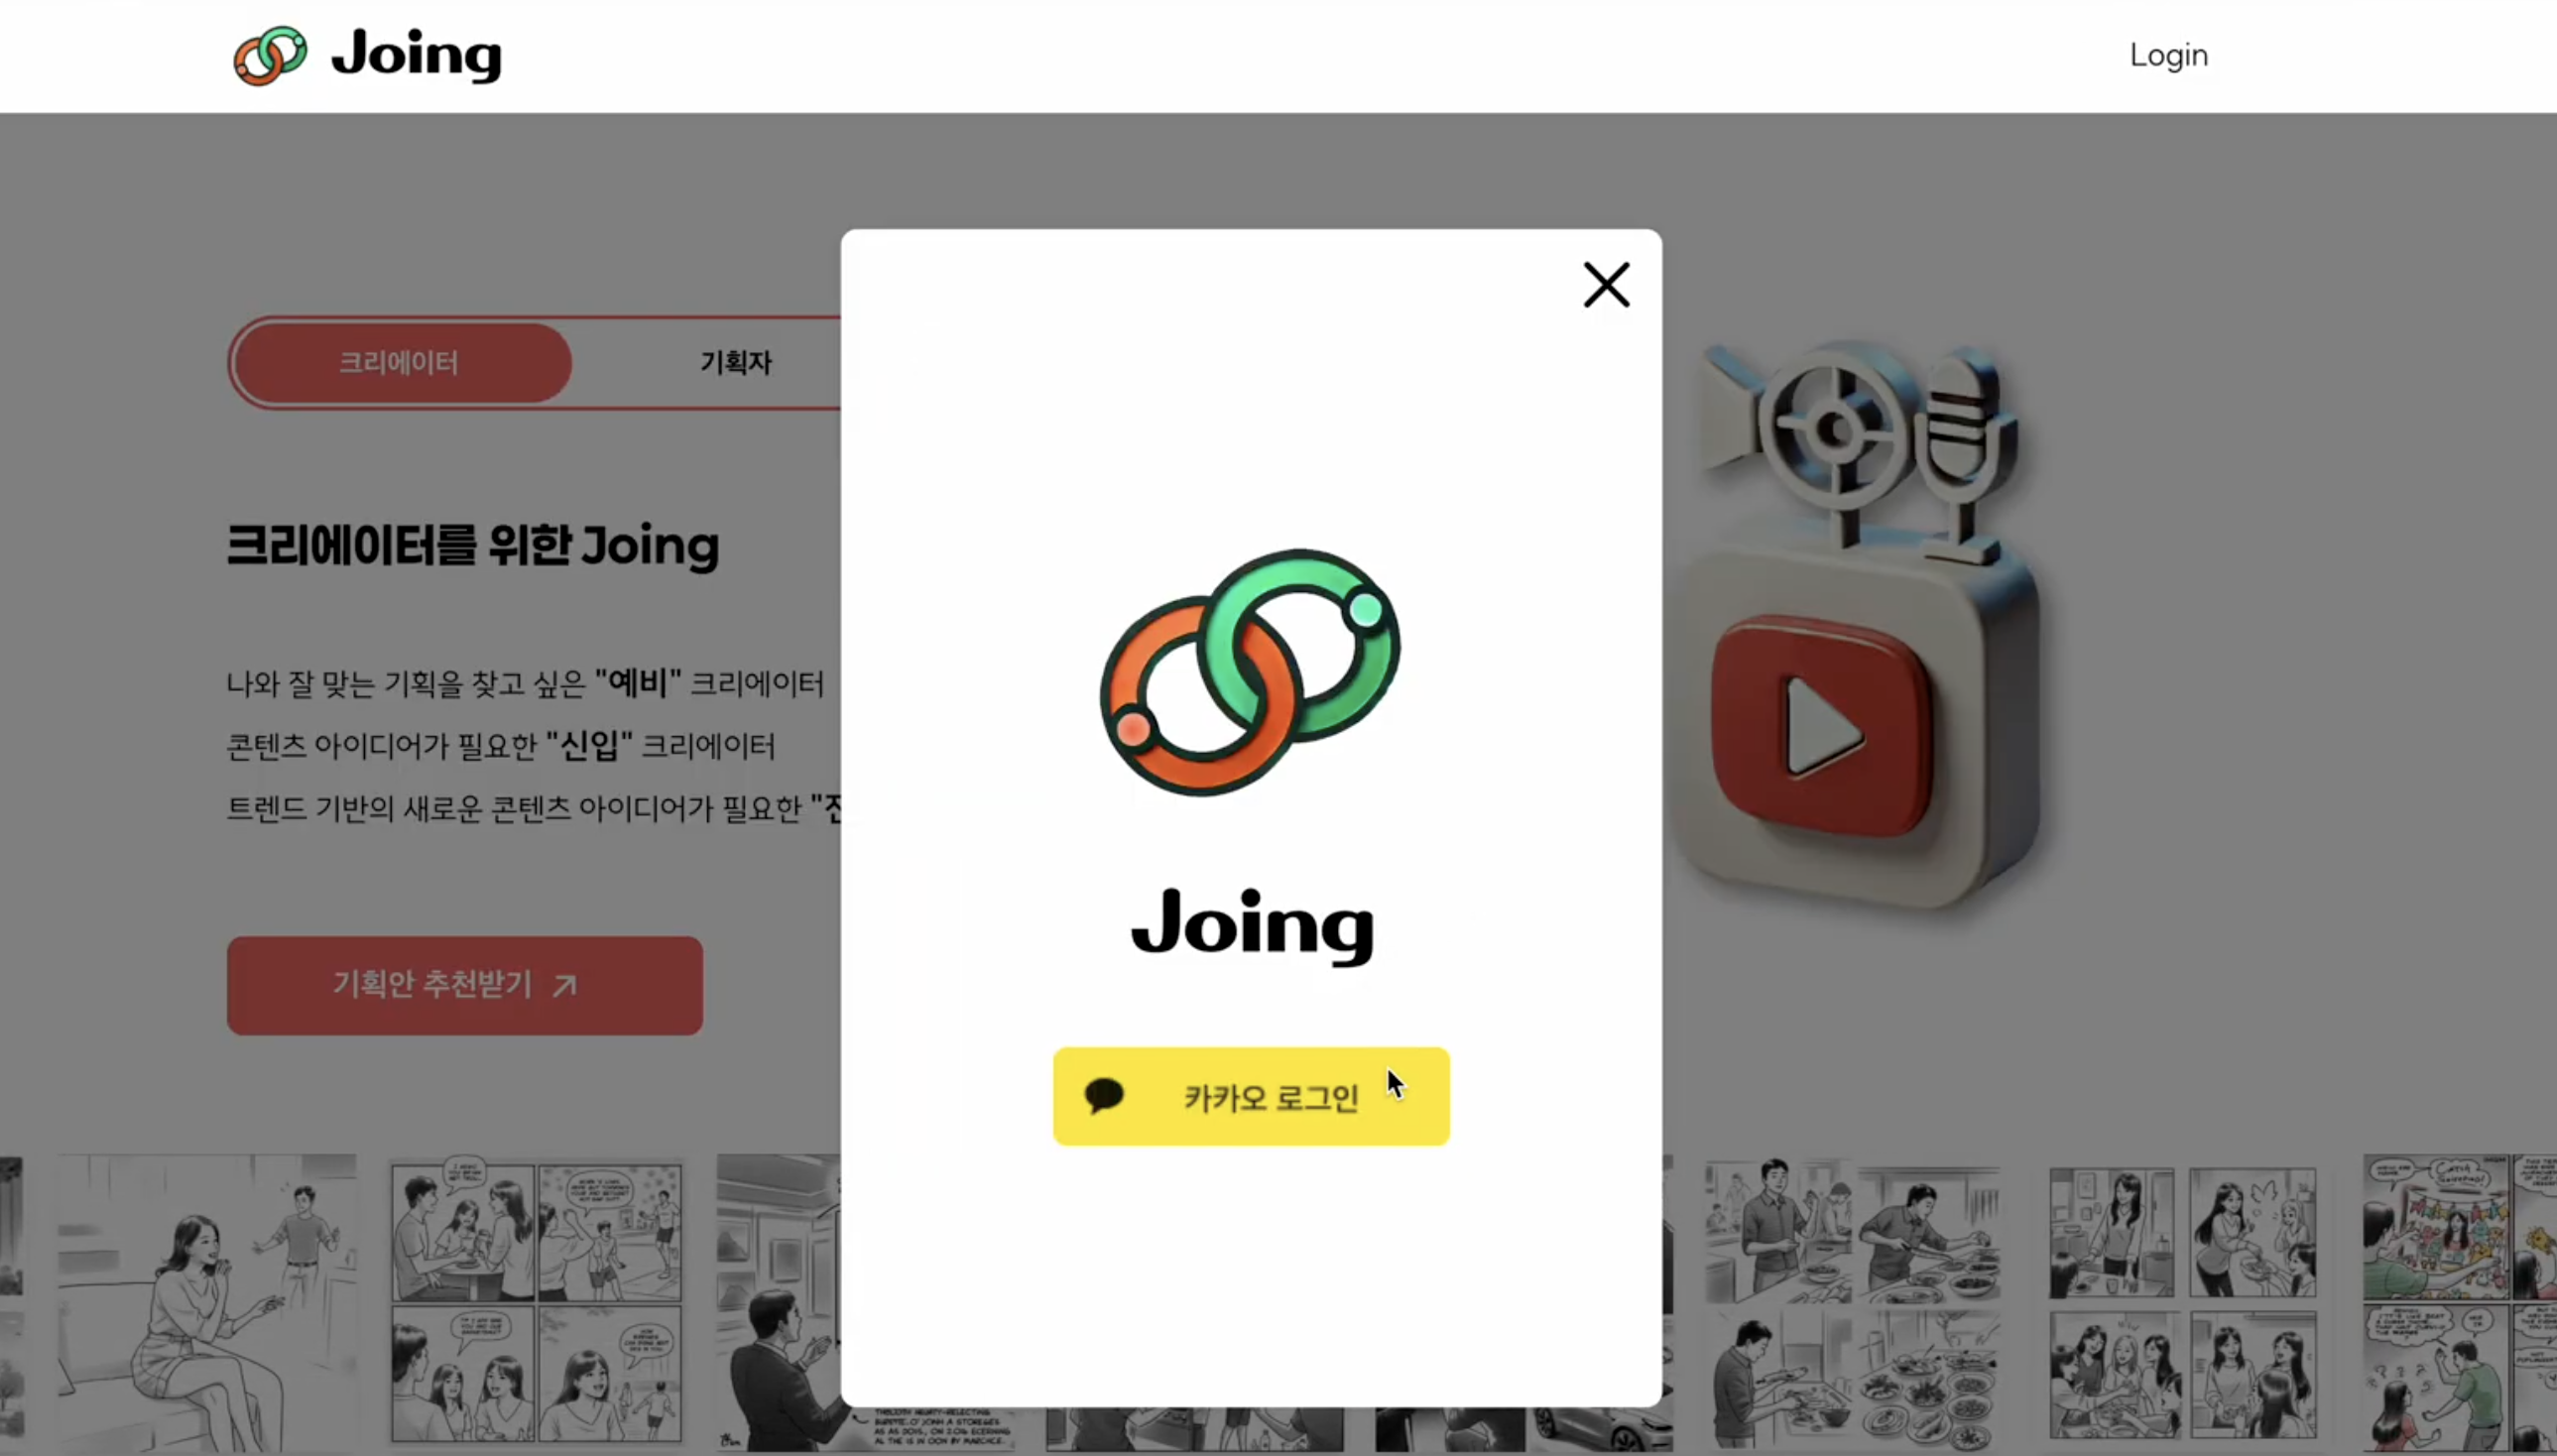 Joing
Login
크리에이터
기획자
크리에이터를 위한 Joing
나와 잘 맞는 기획을 찾고 싶은 "예비" 크리에이터
콘텐츠 아이디어가 필요한 "신입" 크리에이터
트렌드 기반의 새로운 콘텐츠 아이디어가 필요한
기획안 추천받기
Joing
카카오 로그인